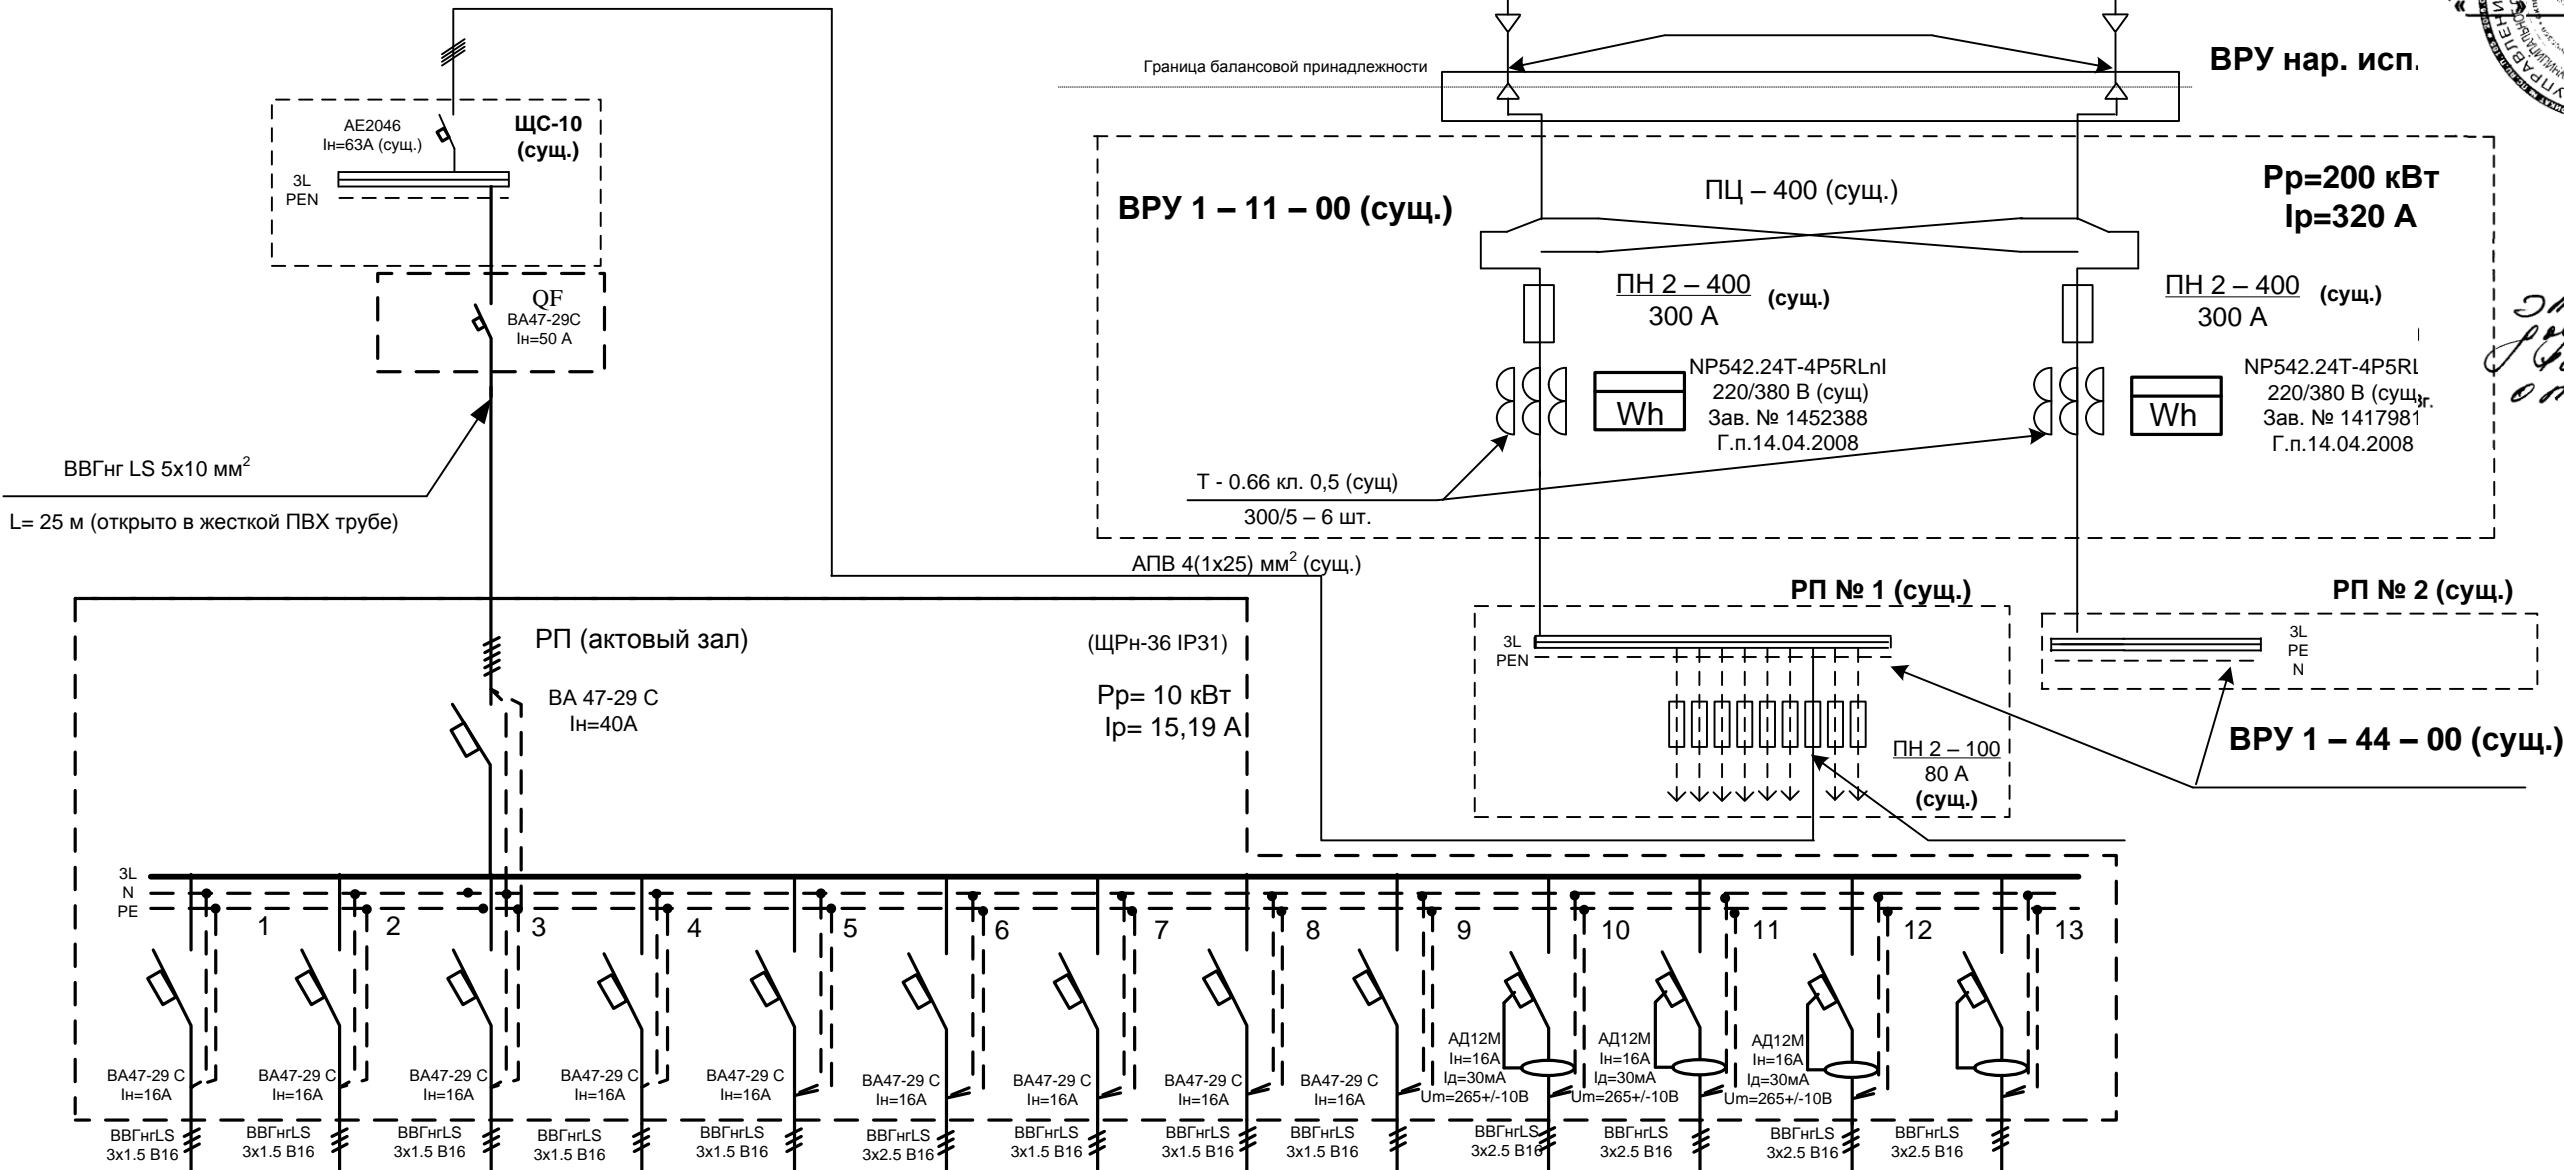 Граница балансовой принадлежности
ВРУ нар. исп.
АЕ2046
Iн=63А (сущ.)
ЩС-10
(сущ.)
3L
PEN
QF
ВА47-29С
Iн=50 А
ВВГнг LS 5х10 мм²
L= 25 м (открыто в жесткой ПВХ трубе)
ВРУ 1 – 11 – 00 (сущ.)
ПЦ – 400 (сущ.)
Рр=200 кВт
Iр=320 А
ПН 2 – 400 (сущ.)
300 А
ПН 2 – 400 (сущ.)
300 А
Wh
NP542.24T-4P5RLnI
220/380 В (сущ)
Зав. № 1452388
Г.п.14.04.2008
Wh
NP542.24T-4P5RL
220/380 В (сущ
Зав. № 1417981
Г.п.14.04.2008
Т - 0.66 кл. 0,5 (сущ)
300/5 – 6 шт.
АПВ 4(1х25) мм² (сущ.)
РП № 1 (сущ.)
3L
PEN
ПН 2 – 100
80 А
(сущ.)
РП № 2 (сущ.)
3L
PE
N
ВРУ 1 – 44 – 00 (сущ.)
РП (актовый зал)
(ЩРн-36 IP31)
ВА 47-29 С
Iн=40А
Рр= 10 кВт
Iр= 15,19 А
3L
N
PE
1 2 3 4 5 6 7 8 9 10 11 12 13
ВА47-29 С
Iн=16А
ВА47-29 С
Iн=16А
ВА47-29 С
Iн=16А
ВА47-29 С
Iн=16А
ВА47-29 С
Iн=16А
ВА47-29 С
Iн=16А
ВА47-29 С
Iн=16А
ВА47-29 С
Iн=16А
ВА47-29 С
Iн=16А
АД12М
Iн=16А
Iд=30мА
Um=265+/-10В
АД12М
Iн=16А
Iд=30мА
Um=265+/-10В
АД12М
Iн=16А
Iд=30мА
Um=265+/-10В
ВВГнгLS
3х1.5 В16
ВВГнгLS
3х1.5 В16
ВВГнгLS
3х1.5 В16
ВВГнгLS
3х1.5 В16
ВВГнгLS
3х1.5 В16
ВВГнгLS
3х2.5 В16
ВВГнгLS
3х1.5 В16
ВВГнгLS
3х1.5 В16
ВВГнгLS
3х1.5 В16
ВВГнгLS
3х2.5 В16
ВВГнгLS
3х2.5 В16
ВВГнгLS
3х2.5 В16
ВВГнгLS
3х2.5 В16